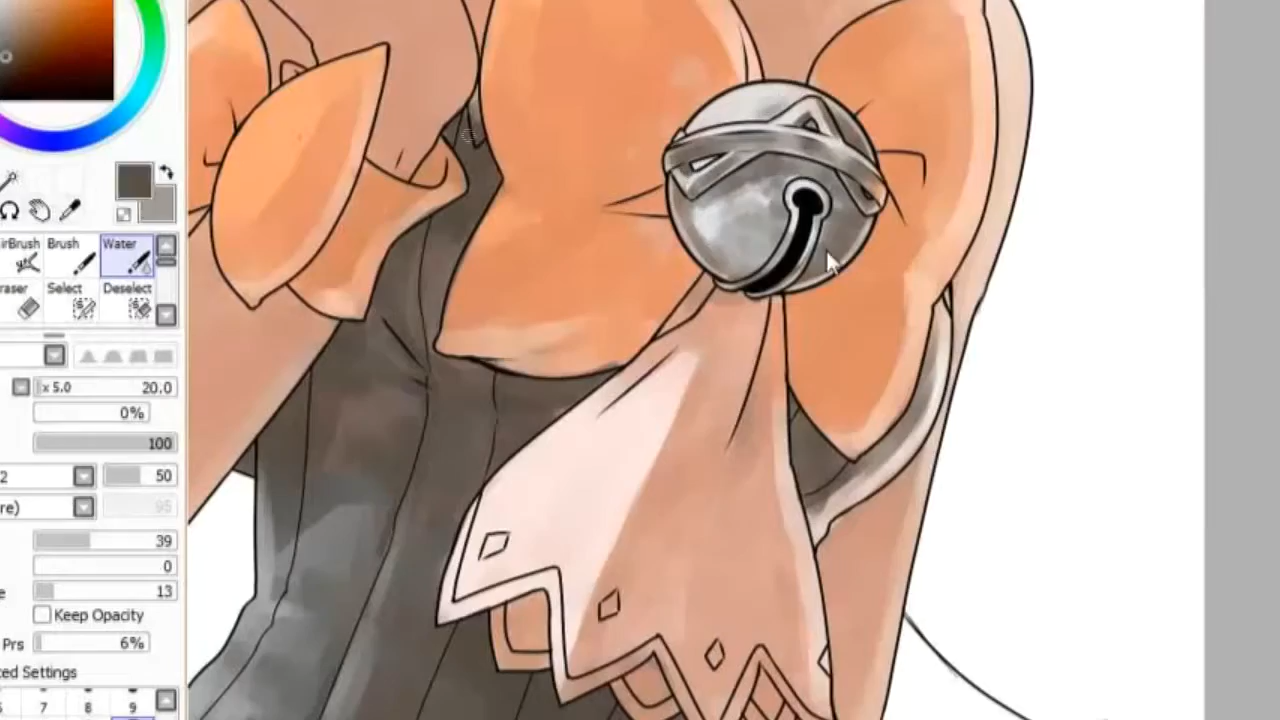 irBrush Brush Water
raser Select Deselect
x 5.0 20.0
0%
100
2 50
re) 95
39
0
e 13
Keep Opacity
Prs 6%
ed Settings
7 8 9